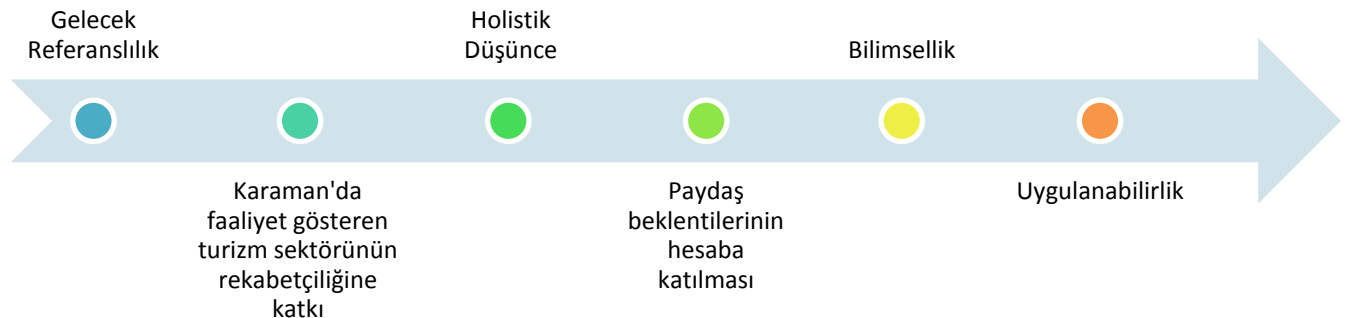 Gelecek
Referanslılık
Karaman'da
faaliyet gösteren
turizm sektörünün
rekabetçiliğine
katkı
Holistik
Düşünce
Paydaş
beklentilerinin
hesaba
katılması
Bilimsellik
Uygulanabilirlik